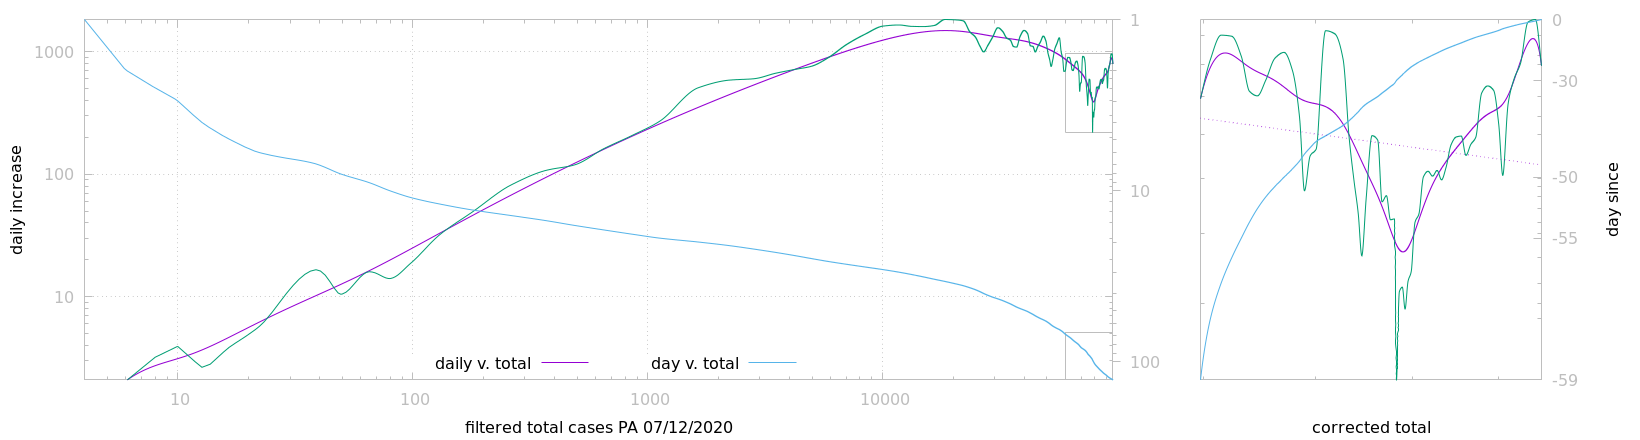 1000
100
10
daily increase
10
100
1000
10000
filtered total cases PA 07/12/2020
daily v. total
day v. total
1
10
100
0
-30
-50
-55
-59
day since
corrected total